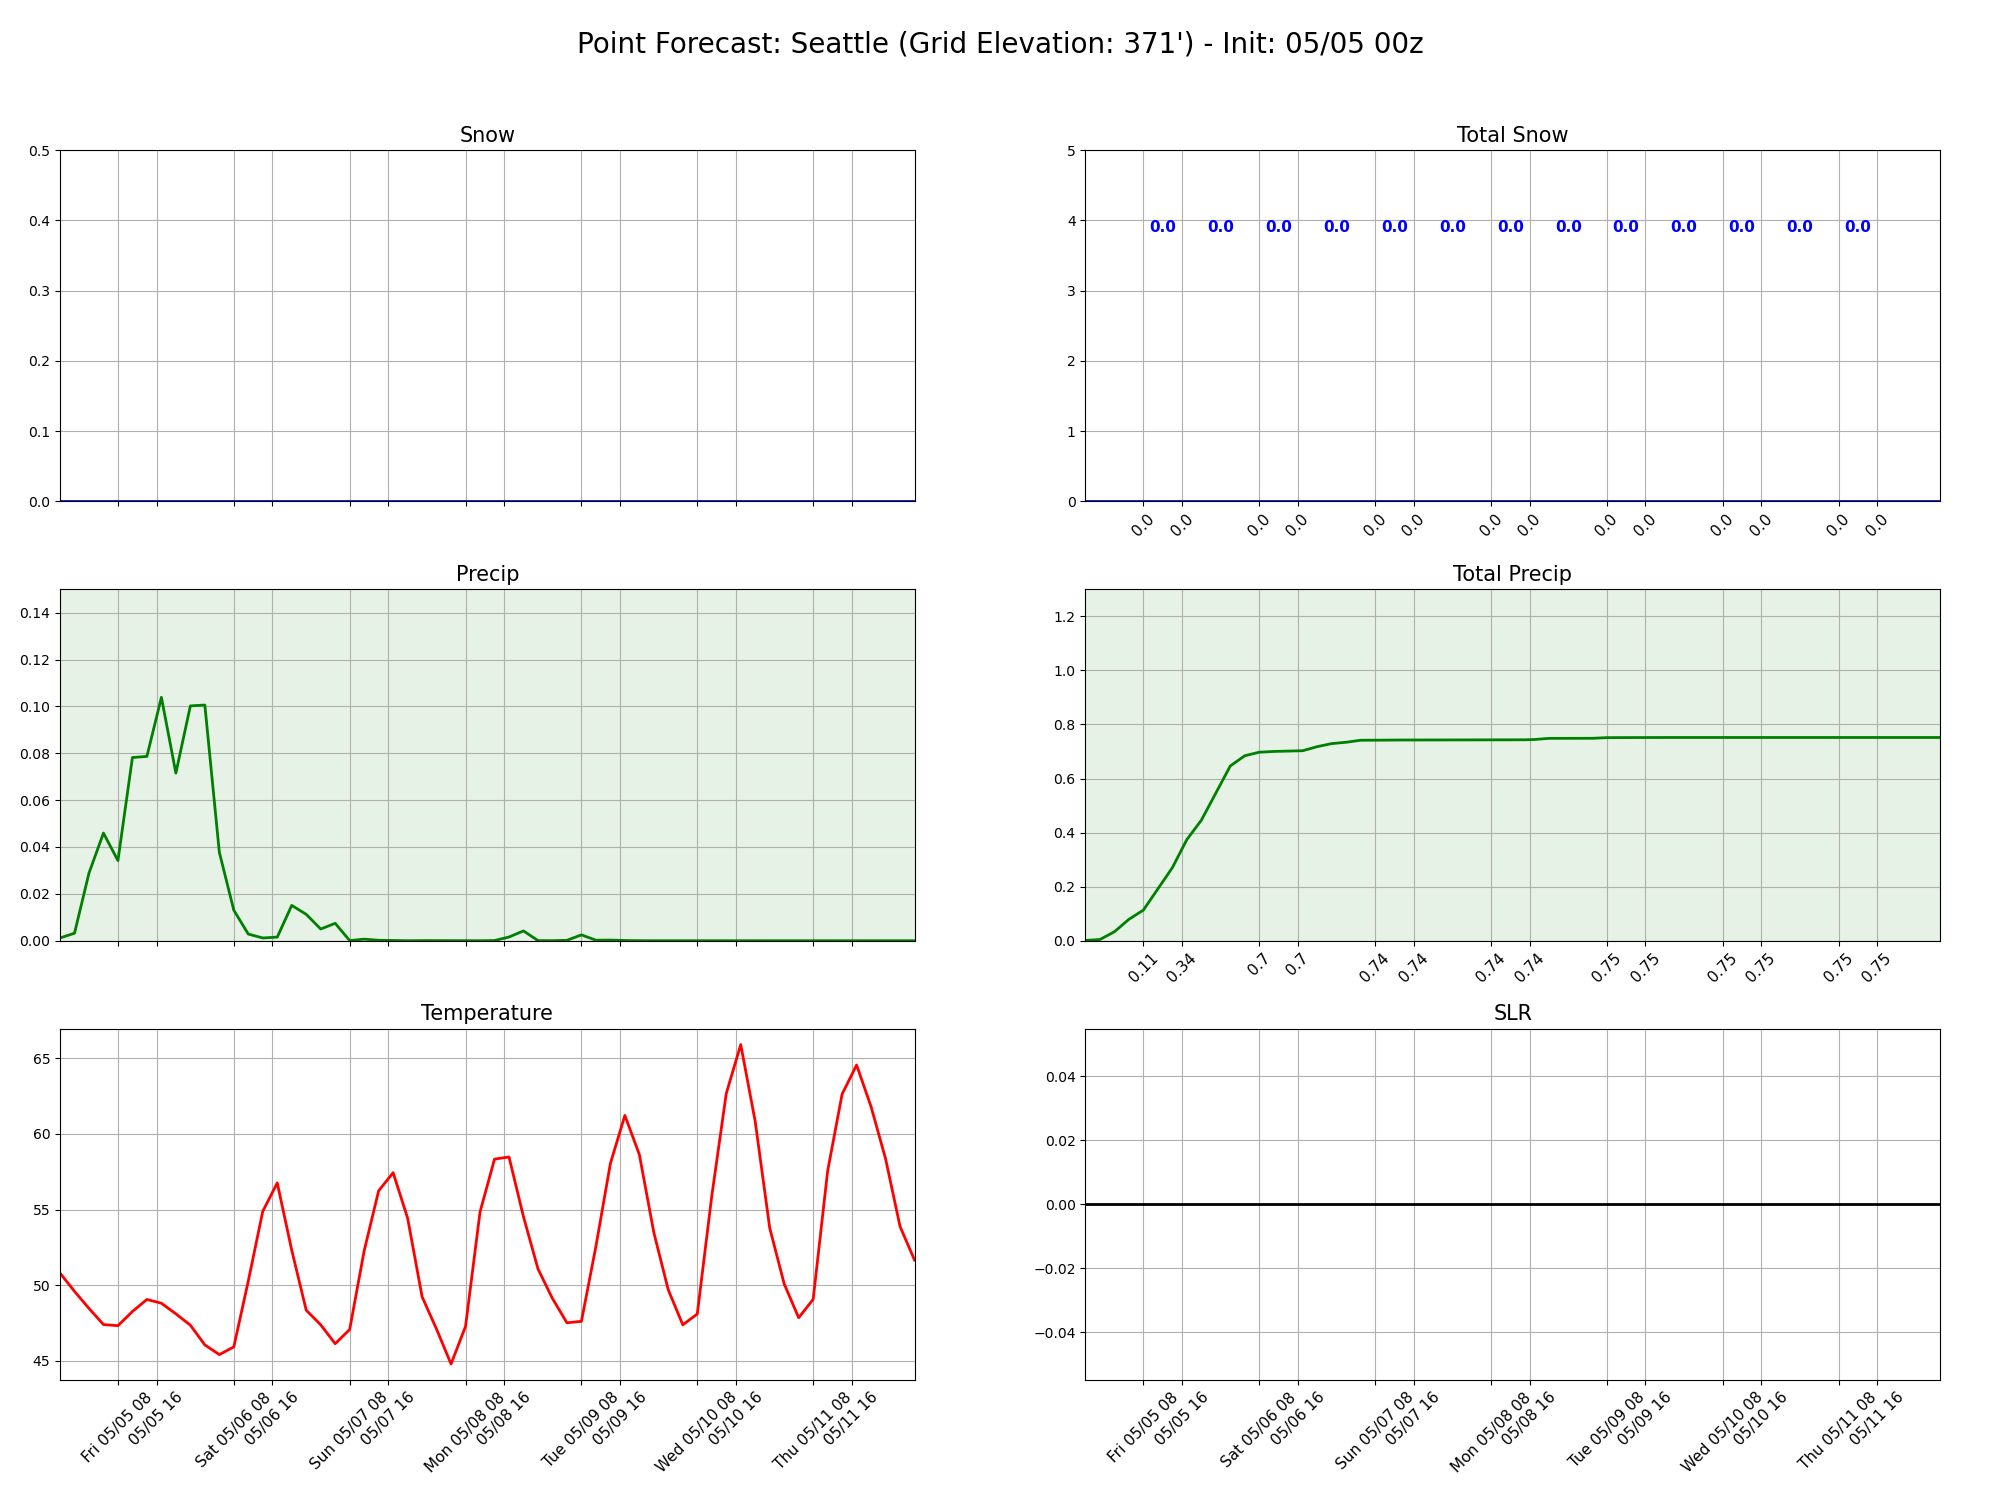 Point Forecast: Seattle (Grid Elevation: 371') - Init: 05/05 00z
Snow
0.5
0.4
0.3
0.2
0.1
0.0
Total Snow
5
4
3
2
1
0
0.0 0.0 0.0 0.0 0.0 0.0 0.0 0.0 0.0 0.0 0.0 0.0 0.0
0.0 0.0 0.0 0.0 0.0 0.0 0.0 0.0 0.0 0.0 0.0 0.0 0.0 0.0
Precip
0.14
0.12
0.10
0.08
0.06
0.04
0.02
0.00
Total Precip
1.2
1.0
0.8
0.6
0.4
0.2
0.0
0.11 0.34 0.7 0.7 0.74 0.74 0.74 0.74 0.75 0.75 0.75 0.75 0.75 0.75
Temperature
65
60
55
50
45
Fri 05/05 08
05/05 16
Sat 05/06 08
05/06 16
Sun 05/07 08
05/07 16
Mon 05/08 08
05/08 16
Tue 05/09 08
05/09 16
Wed 05/10 08
05/10 16
Thu 05/11 08
05/11 16
SLR
0.04
0.02
0.00
−0.02
−0.04
Fri 05/05 08
05/05 16
Sat 05/06 08
05/06 16
Sun 05/07 08
05/07 16
Mon 05/08 08
05/08 16
Tue 05/09 08
05/09 16
Wed 05/10 08
05/10 16
Thu 05/11 08
05/11 16